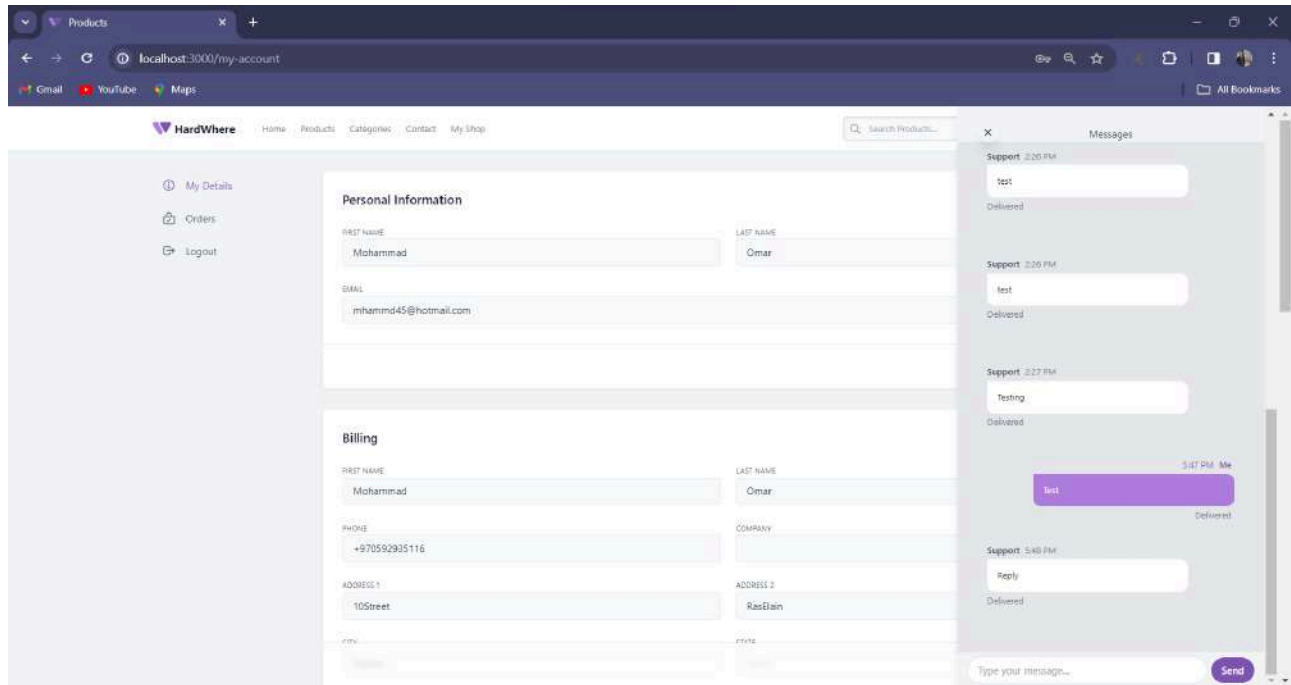 Products
localhost:3000/my-account
Gmail YouTube Maps All Bookmarks
HardWhere Home Products Categories Contact My Shop Search Products...
My Details
Orders
Logout
Personal Information
FIRST NAME LAST NAME
Mohammad Omar
EMAIL
mhammd45@hotmail.com
Billing
FIRST NAME LAST NAME
Mohammad Omar
PHONE COMPANY
+970592935116
ADDRESS 1 ADDRESS 2
10Street RasElain
CITY STATE
Messages
Support 2:26 PM
test
Delivered
Support 2:26 PM
test
Delivered
Support 2:27 PM
Testing
Delivered
5:47 PM Me
Test
Delivered
Support 5:48 PM
Reply
Delivered
Type your message... Send